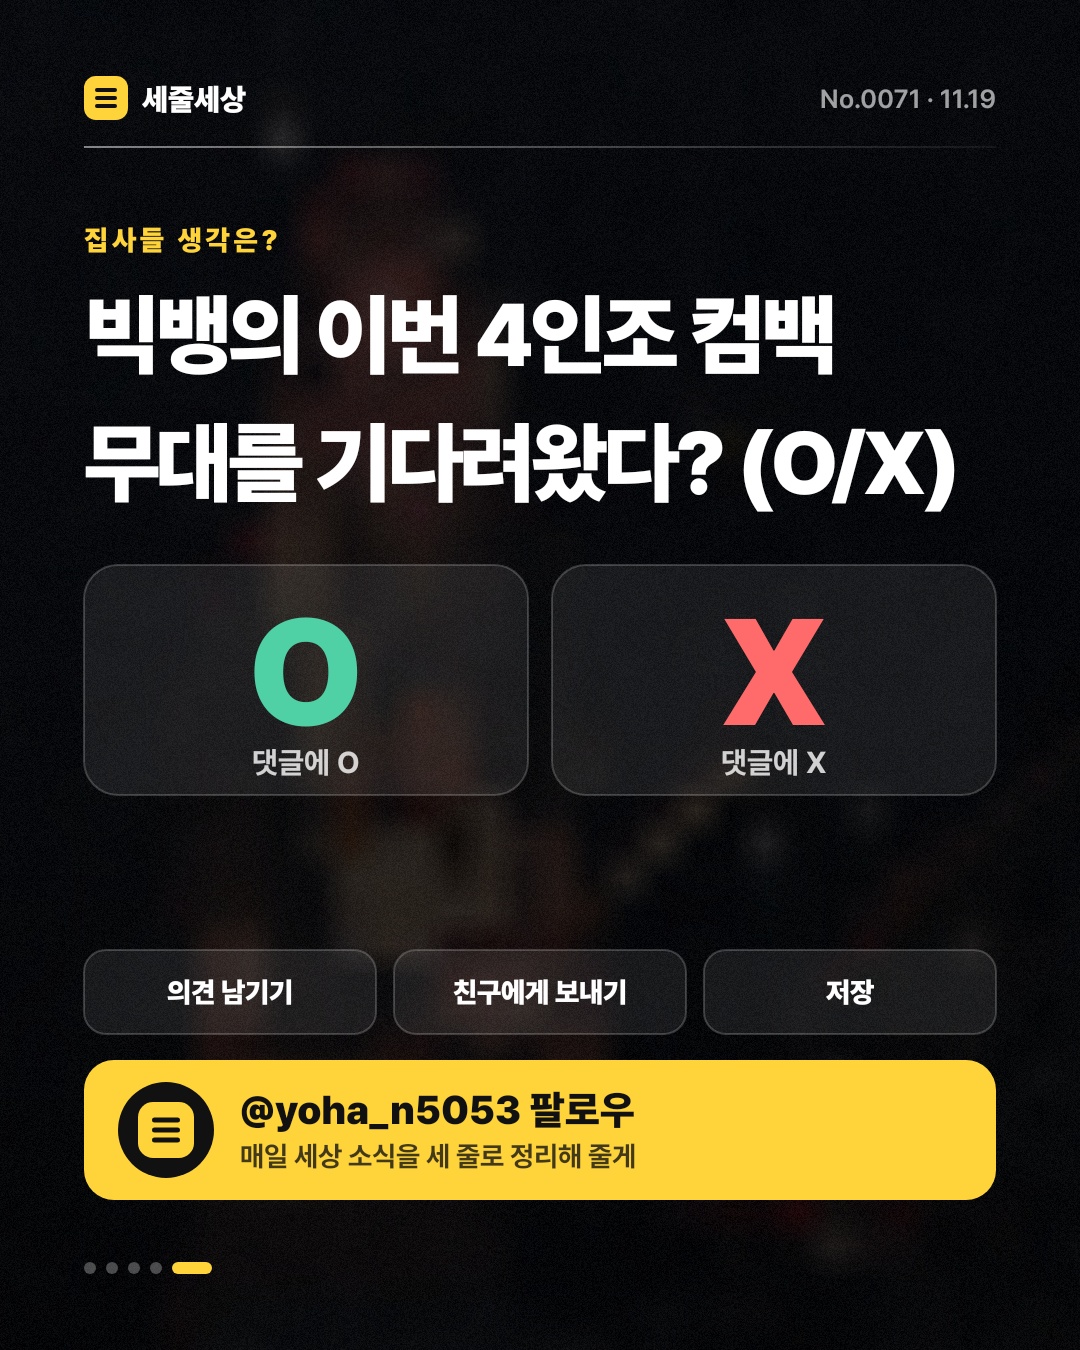 세줄세상
No.0071 · 11.19
집사들 생각은?
빅뱅의 이번 4인조 컴백
무대를 기다려왔다? (O/X)
O
댓글에 O
X
댓글에 X
의견 남기기
친구에게 보내기
저장
@yoha_n5053 팔로우
매일 세상 소식을 세 줄로 정리해 줄게